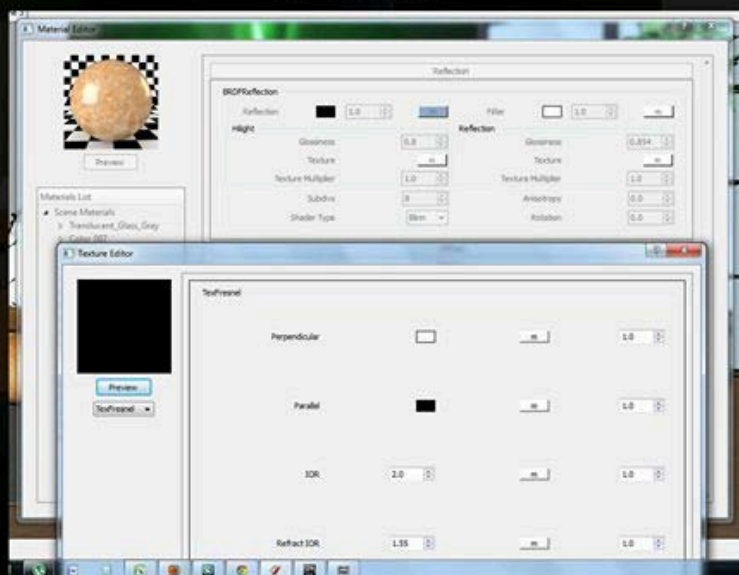 Material Editor
Reflection
BRDFReflection
Reflection 1.0 m Filter 1.0 m
Hilight Reflection
Glossiness 0.8 Glossiness 0.854
Texture m Texture m
Texture Multiplier 1.0 Texture Multiplier 1.0
Subdivs 8 Anisotropy 0.0
Shader Type Blinn Rotation 0.0
Preview
Materials List
Scene Materials
Translucent_Glass_Gray
Texture Editor
TexFresnel
Perpendicular m 1.0
Preview
TexFresnel
Parallel m 1.0
IOR 2.0 m 1.0
Refract IOR 1.55 m 1.0